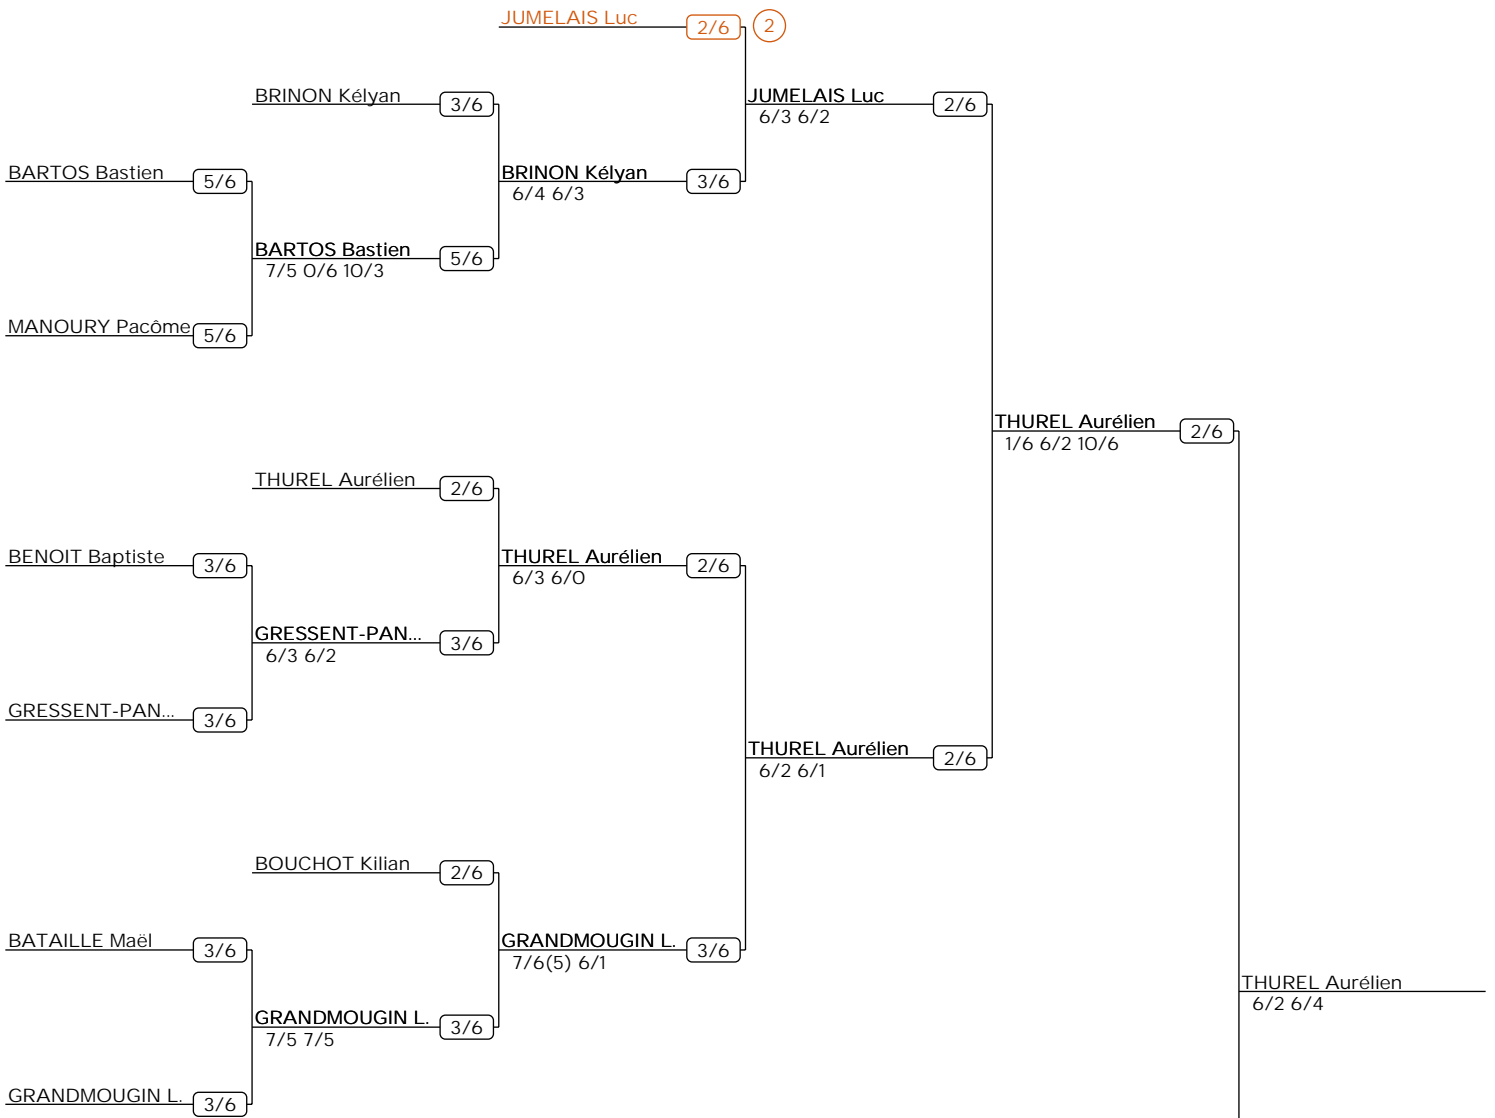 JUMELAIS Luc 2/6 2
BRINON Kélyan 3/6
JUMELAIS Luc 2/6
6/3 6/2
BARTOS Bastien 5/6
BRINON Kélyan 3/6
6/4 6/3
BARTOS Bastien 5/6
7/5 0/6 10/3
MANOURY Pacôme 5/6
THUREL Aurélien 2/6
1/6 6/2 10/6
THUREL Aurélien 2/6
BENOIT Baptiste 3/6
THUREL Aurélien 2/6
6/3 6/0
GRESSENT-PAN... 3/6
6/3 6/2
GRESSENT-PAN... 3/6
THUREL Aurélien 2/6
6/2 6/1
BOUCHOT Kilian 2/6
BATAILLE Maël 3/6
GRANDMOUGIN L. 3/6
7/6(5) 6/1
THUREL Aurélien
6/2 6/4
GRANDMOUGIN L. 3/6
7/5 7/5
GRANDMOUGIN L. 3/6